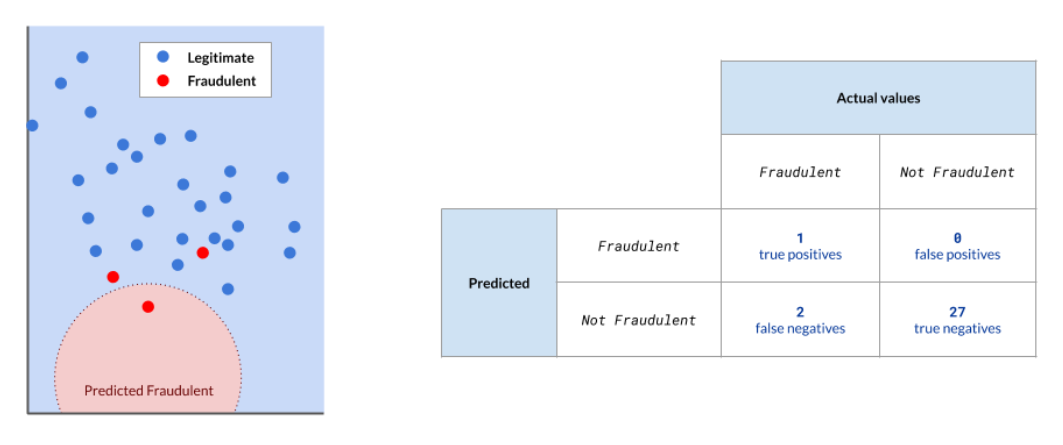 Legitimate
Fraudulent
Predicted Fraudulent
Actual values
Fraudulent
Not Fraudulent
Predicted
Fraudulent
1
true positives
0
false positives
Not Fraudulent
2
false negatives
27
true negatives